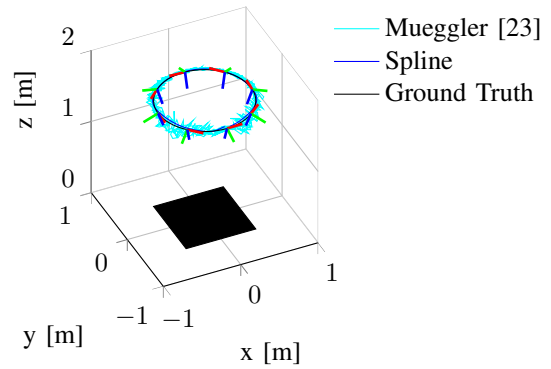 Mueggler [23]
Spline
Ground Truth
2
1
0
z [m]
1
0
−1
y [m]
−1
0
1
x [m]